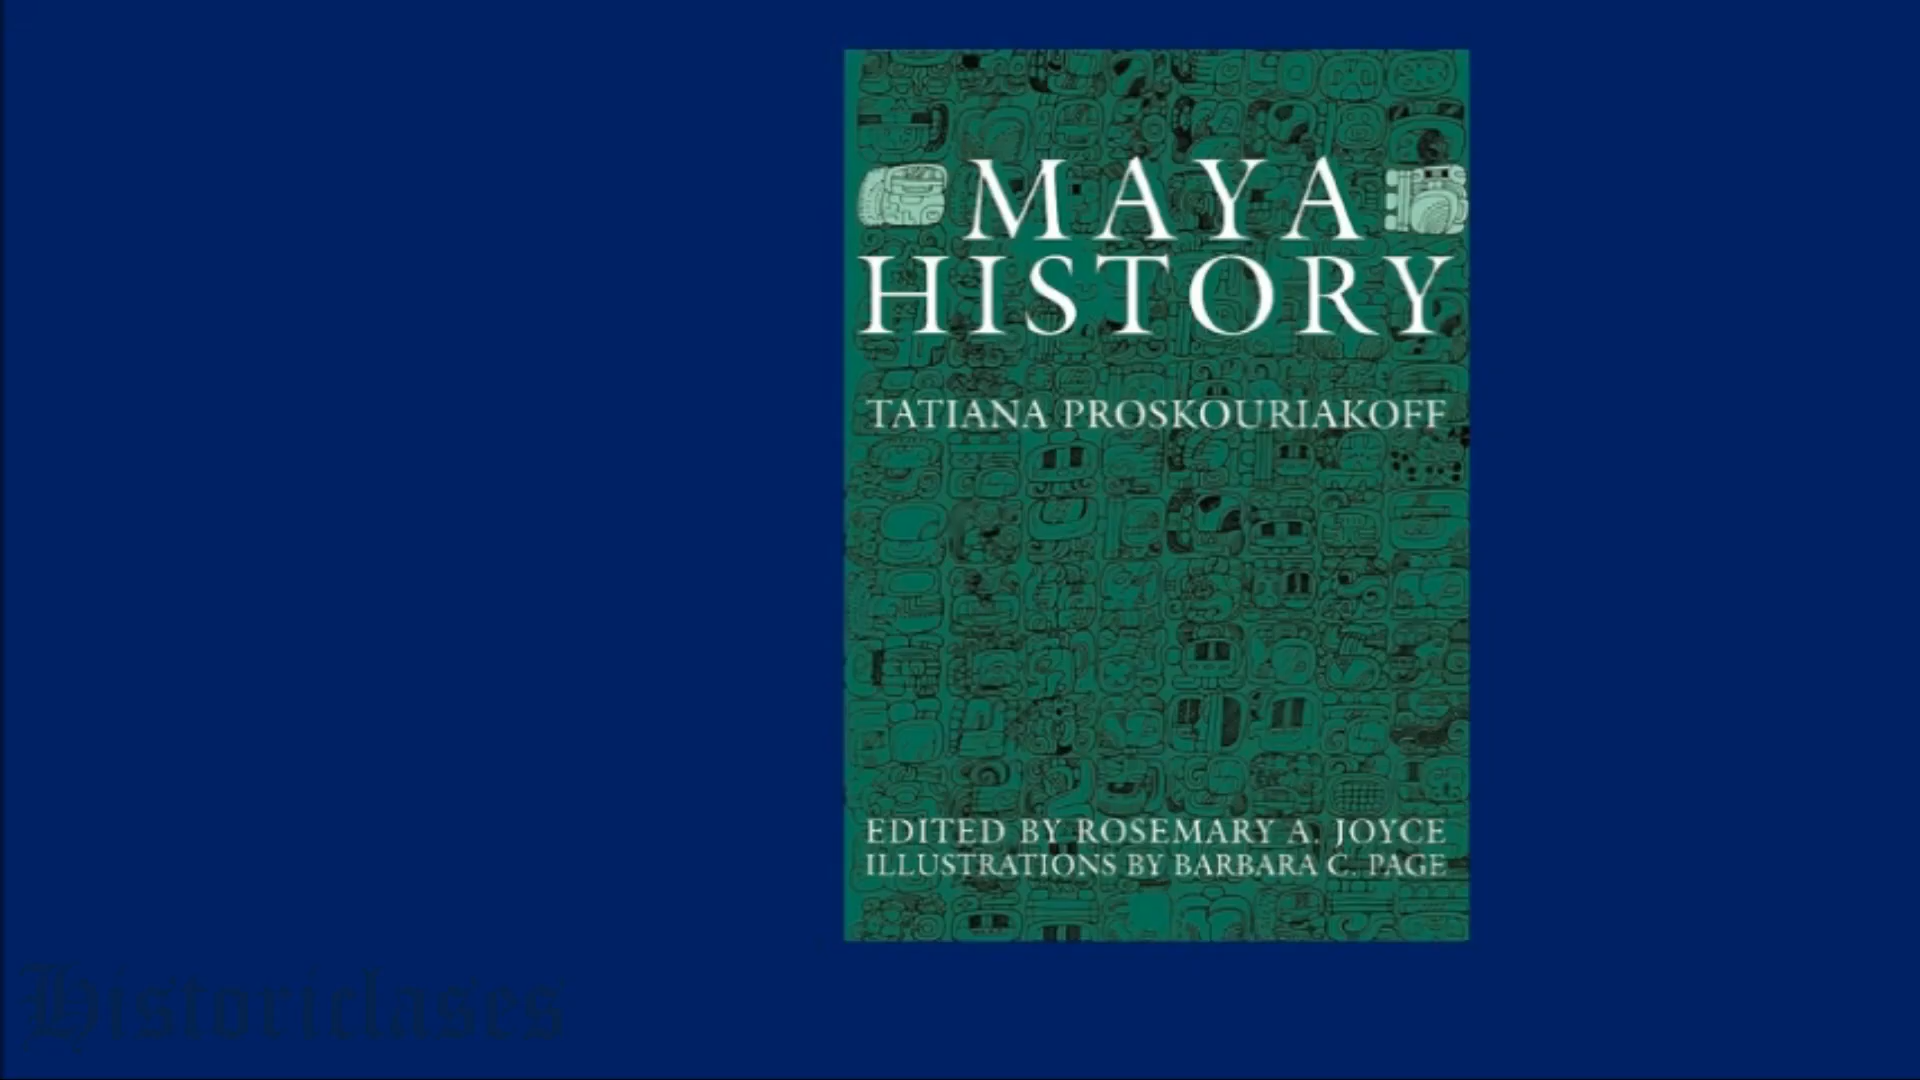 MAYA
HISTORY
TATIANA PROSKOURIAKOFF
EDITED BY ROSEMARY A. JOYCE
ILLUSTRATIONS BY BARBARA C. PAGE
Historiclases